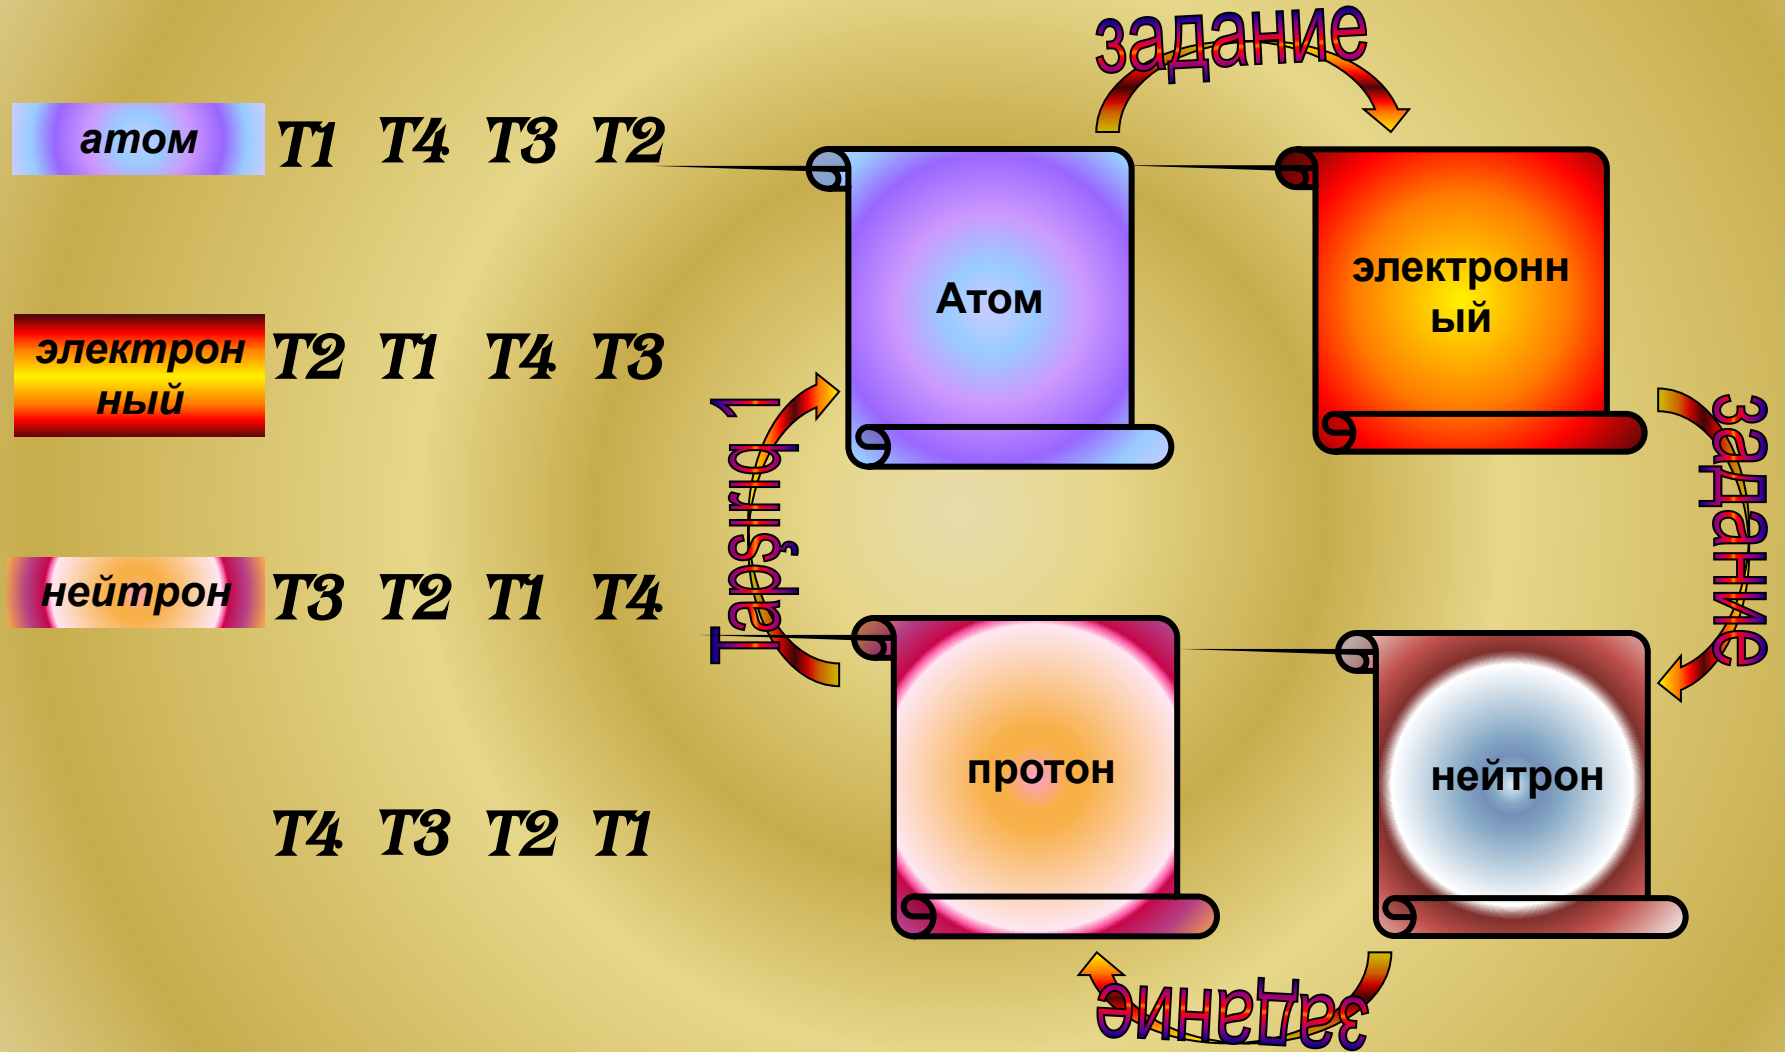 задание
атом T1 T4 T3 T2
Атом
электронн
ый
электрон
ный
T2 T1 T4 T3
Tapşırıq 1
задание
нейтрон T3 T2 T1 T4
протон
нейтрон
T4 T3 T2 T1
задание